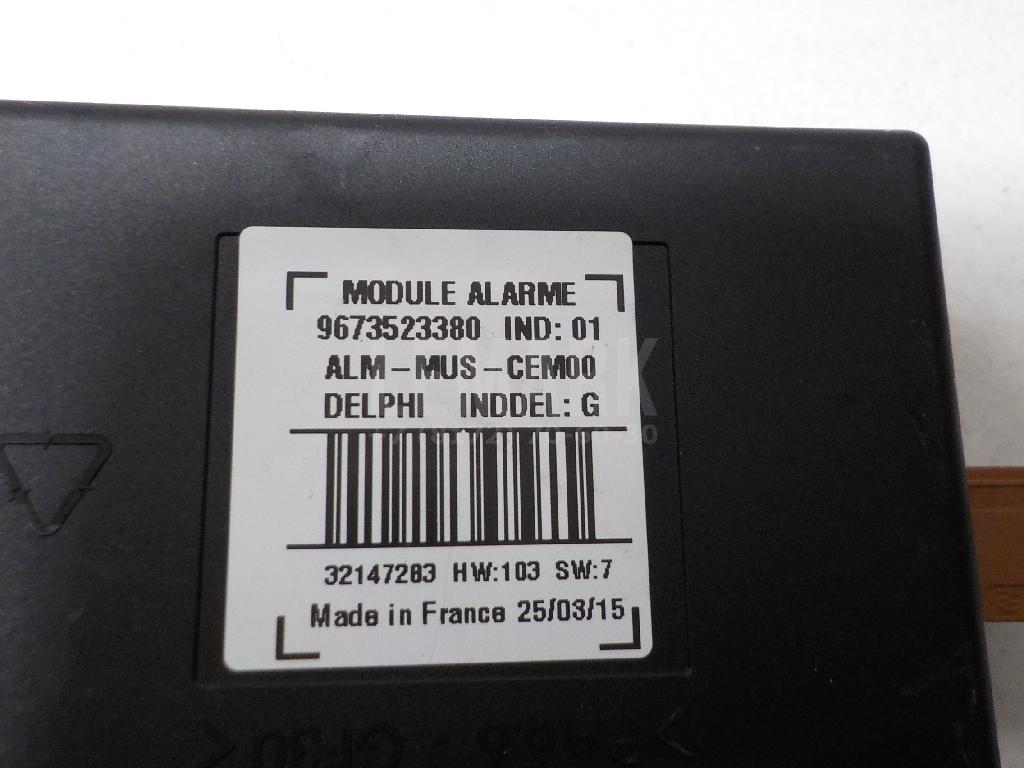 MODULE ALARME
9673523380 IND: 01
ALM-MUS-CEM00
DELPHI INDDEL: G
32147283 HW:103 SW:7
Made in France 25/03/15